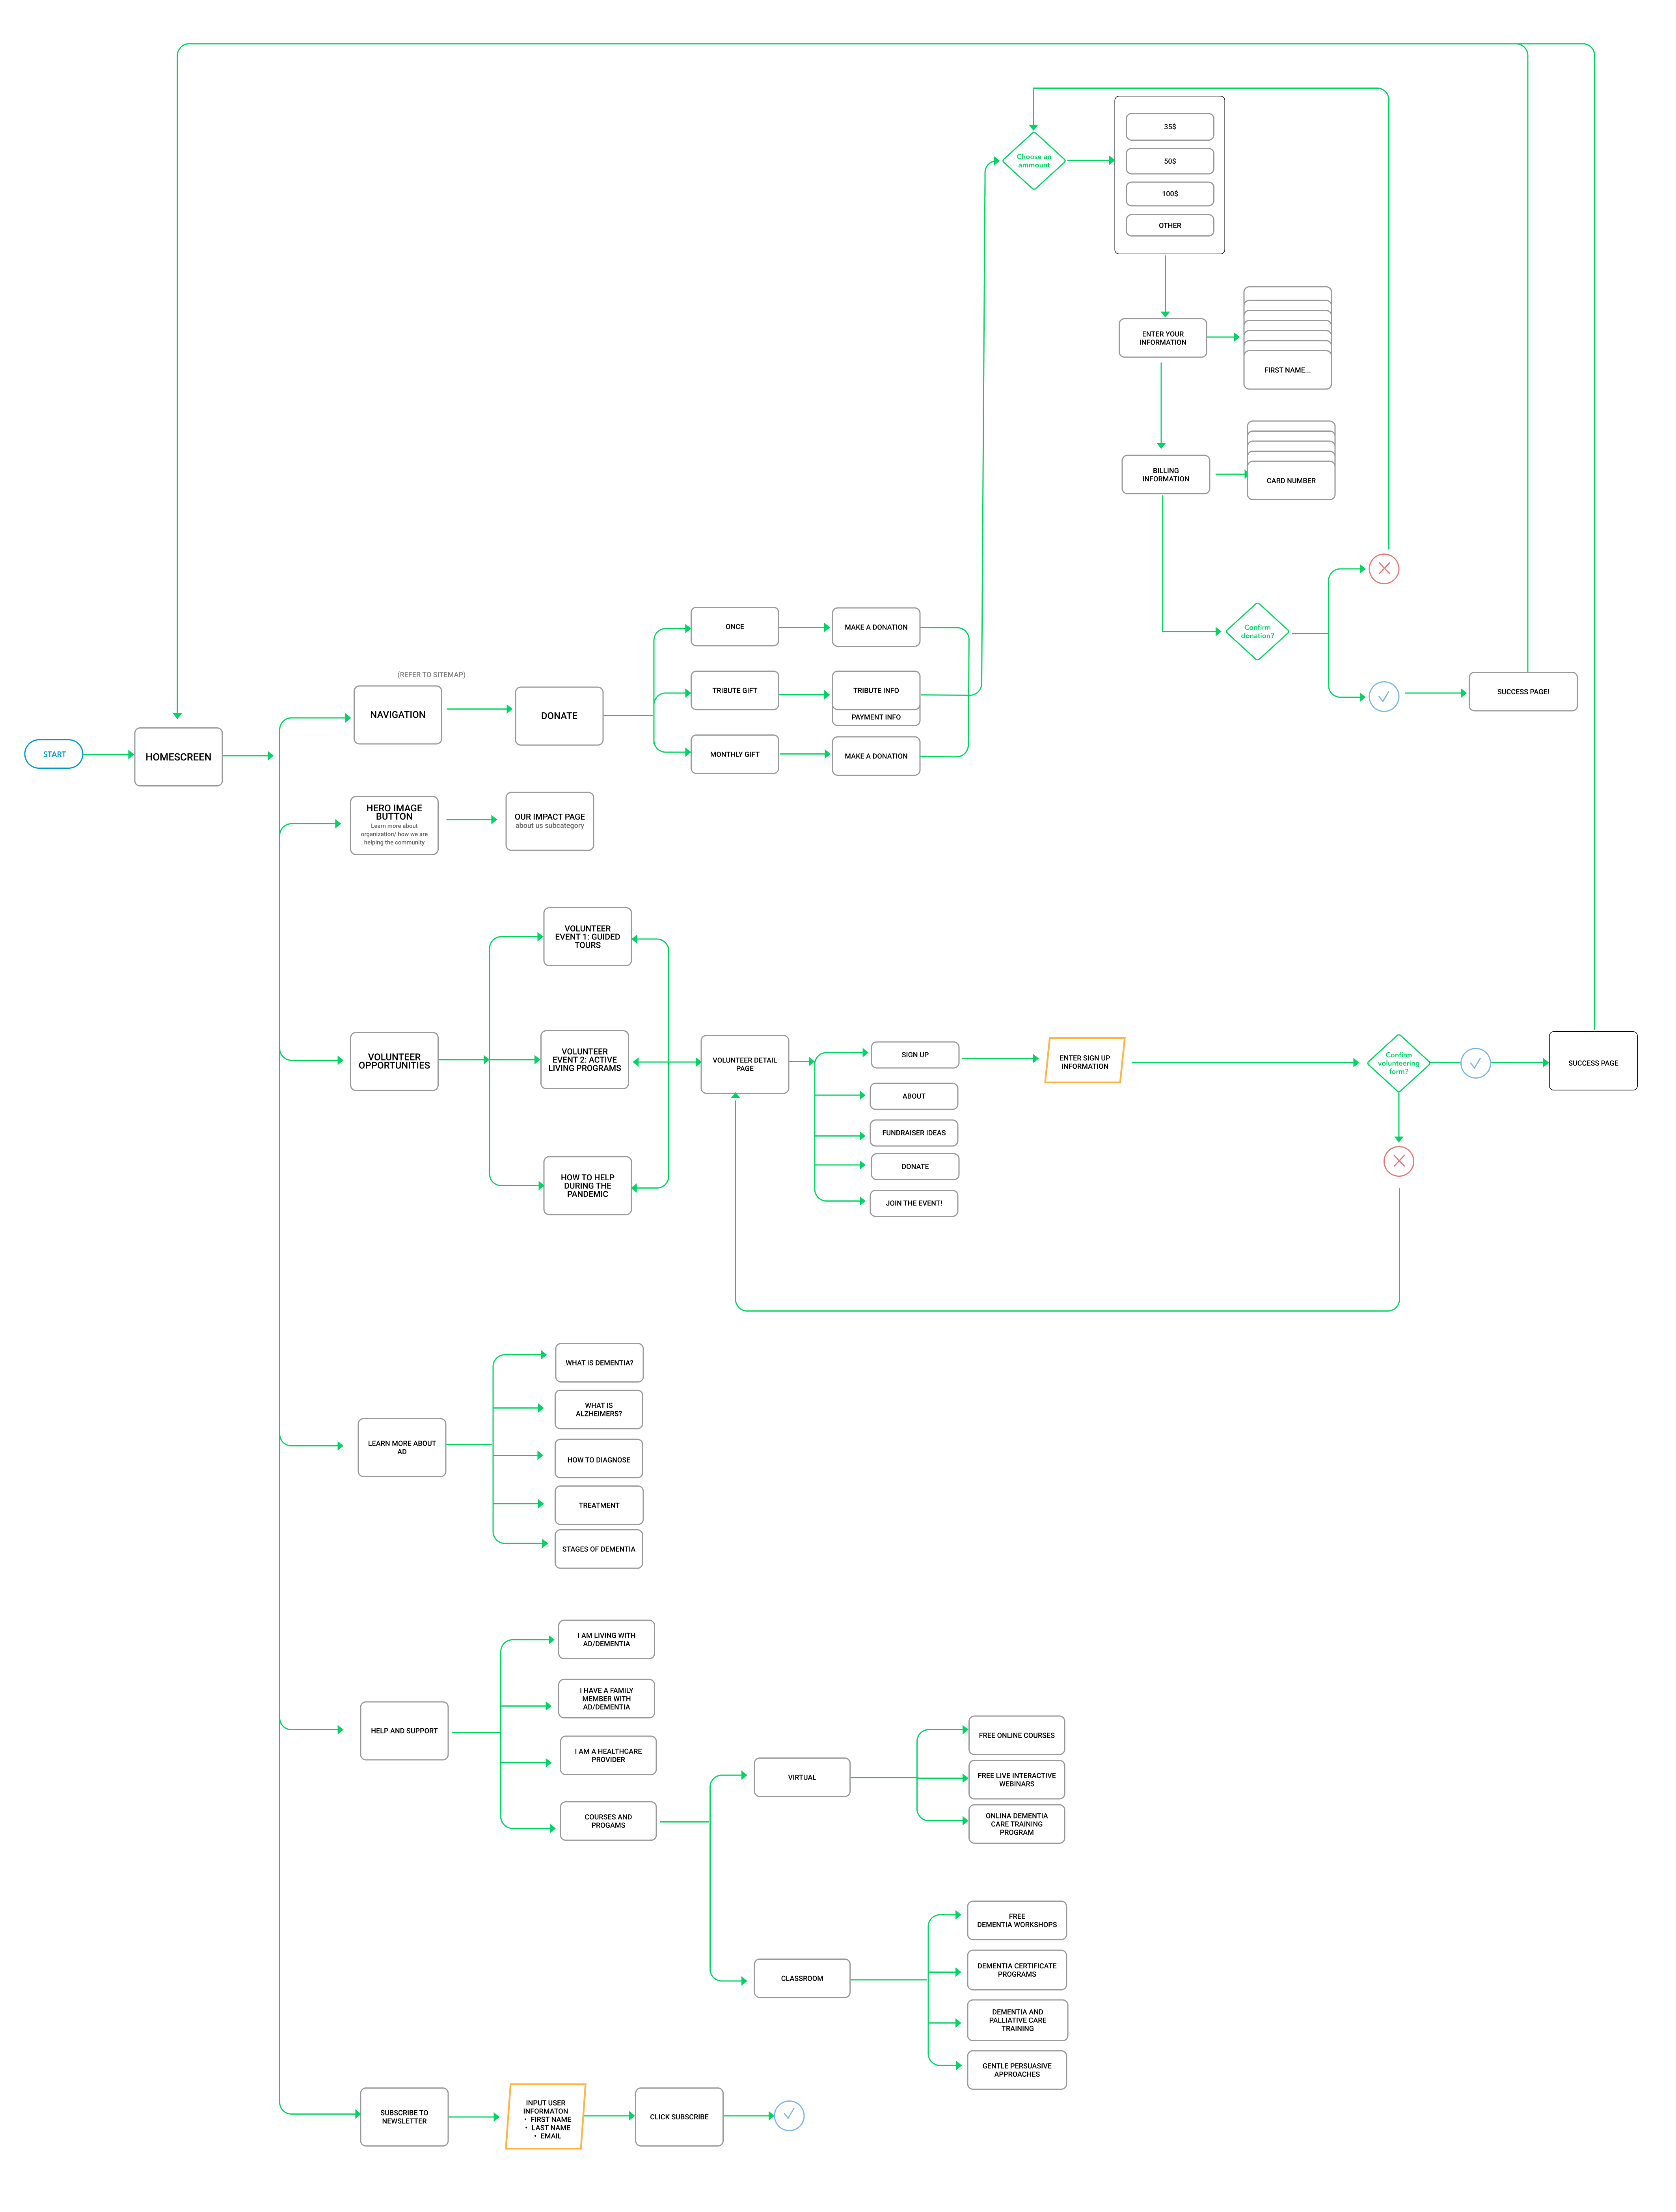 35$
Choose an
ammount
50$
100$
OTHER
ENTER YOUR
INFORMATION
FIRST NAME...
BILLING
INFORMATION
CARD NUMBER
Confirm
donation?
ONCE
MAKE A DONATION
(REFER TO SITEMAP)
TRIBUTE GIFT
TRIBUTE INFO
SUCCESS PAGE!
NAVIGATION
DONATE
PAYMENT INFO
START
HOMESCREEN
MONTHLY GIFT
MAKE A DONATION
HERO IMAGE
BUTTON
Learn more about
organization/ how we are
helping the community
OUR IMPACT PAGE
about us subcategory
VOLUNTEER
EVENT 1: GUIDED
TOURS
VOLUNTEER
OPPORTUNITIES
VOLUNTEER
EVENT 2: ACTIVE
LIVING PROGRAMS
VOLUNTEER DETAIL
PAGE
SIGN UP
ENTER SIGN UP
INFORMATION
Confirm
volunteering
form?
SUCCESS PAGE
ABOUT
FUNDRAISER IDEAS
DONATE
JOIN THE EVENT!
HOW TO HELP
DURING THE
PANDEMIC
WHAT IS DEMENTIA?
WHAT IS
ALZHEIMERS?
LEARN MORE ABOUT
AD
HOW TO DIAGNOSE
TREATMENT
STAGES OF DEMENTIA
I AM LIVING WITH
AD/DEMENTIA
I HAVE A FAMILY
MEMBER WITH
AD/DEMENTIA
HELP AND SUPPORT
I AM A HEALTHCARE
PROVIDER
COURSES AND
PROGAMS
VIRTUAL
FREE ONLINE COURSES
FREE LIVE INTERACTIVE
WEBINARS
ONLINA DEMENTIA
CARE TRAINING
PROGRAM
CLASSROOM
FREE
DEMENTIA WORKSHOPS
DEMENTIA CERTIFICATE
PROGRAMS
DEMENTIA AND
PALLIATIVE CARE
TRAINING
GENTLE PERSUASIVE
APPROACHES
SUBSCRIBE TO
NEWSLETTER
INPUT USER
INFORMATON
• FIRST NAME
• LAST NAME
• EMAIL
CLICK SUBSCRIBE